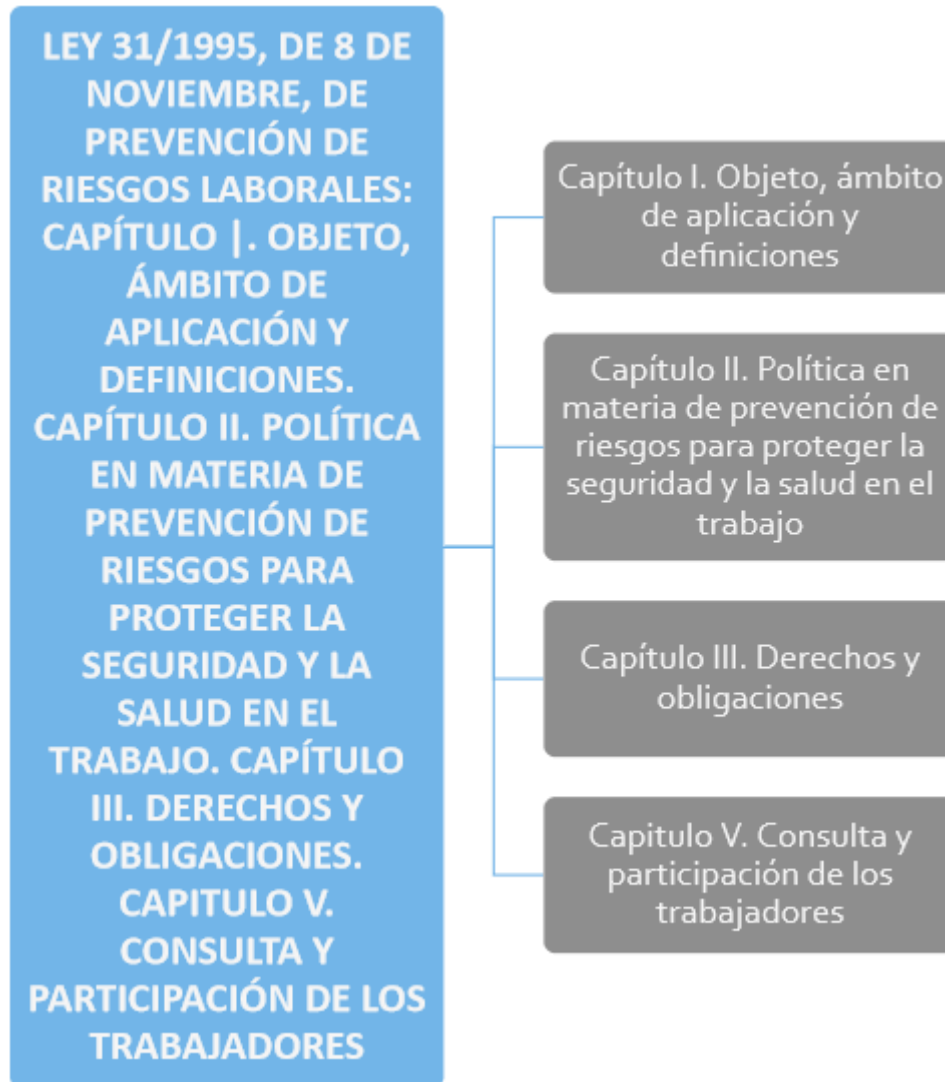 LEY 31/1995, DE 8 DE
NOVIEMBRE, DE
PREVENCIÓN DE
RIESGOS LABORALES:
CAPÍTULO |. OBJETO,
ÁMBITO DE
APLICACIÓN Y
DEFINICIONES.
CAPÍTULO II. POLÍTICA
EN MATERIA DE
PREVENCIÓN DE
RIESGOS PARA
PROTEGER LA
SEGURIDAD Y LA
SALUD EN EL
TRABAJO. CAPÍTULO
III. DERECHOS Y
OBLIGACIONES.
CAPITULO V.
CONSULTA Y
PARTICIPACIÓN DE LOS
TRABAJADORES
Capítulo I. Objeto, ámbito
de aplicación y
definiciones
Capítulo II. Política en
materia de prevención de
riesgos para proteger la
seguridad y la salud en el
trabajo
Capítulo III. Derechos y
obligaciones
Capitulo V. Consulta y
participación de los
trabajadores